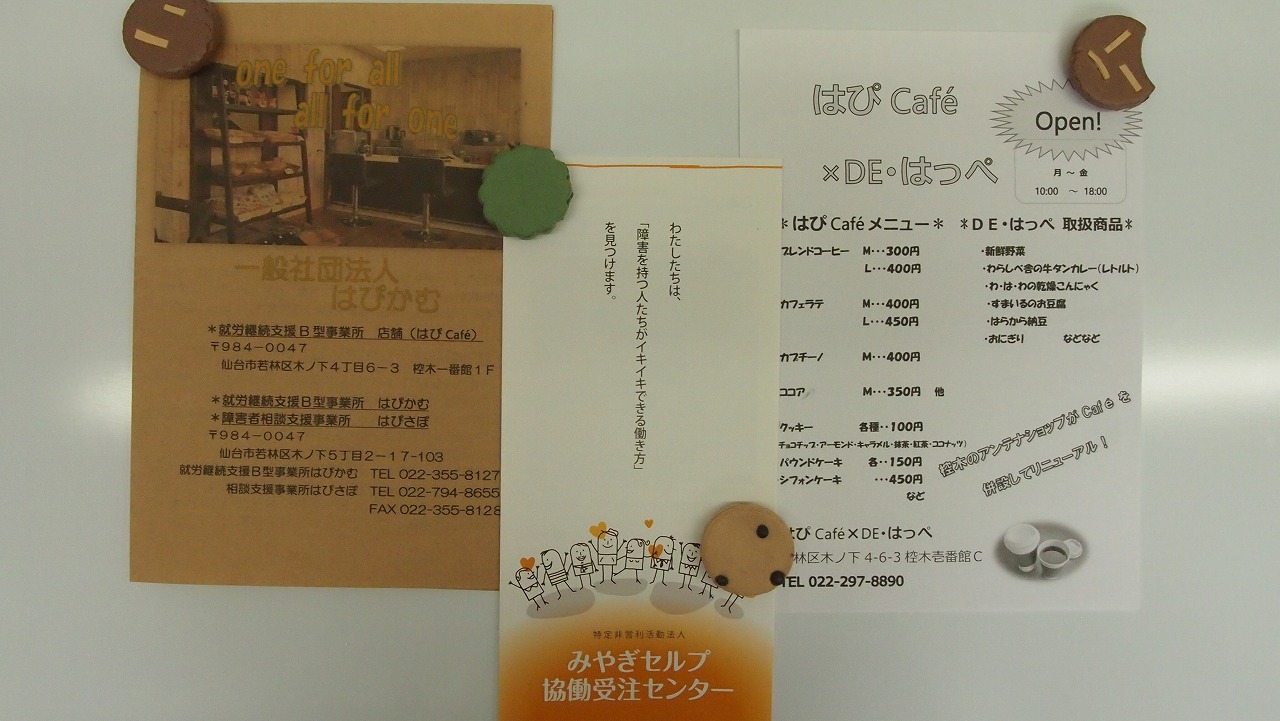 one for all
all for one
一般社団法人
はぴかむ
＊就労継続支援Ｂ型事業所　店舗（はぴCafé）
〒９８４－００４７
仙台市若林区木ノ下４丁目６－３　椌木一番館１Ｆ
＊就労継続支援Ｂ型事業所　はぴかむ
＊障害者相談支援事業所　はぴさぽ
〒９８４－００４７
仙台市若林区木ノ下５丁目２－１７-103
就労継続支援Ｂ型事業所はぴかむ　TEL 022-355-8127
相談支援事業所はぴさぽ　TEL 022-794-8655
FAX 022-355-8128
わたしたちは、
「障害を持つ人たちがイキイキできる働き方」
を見つけます。
特定非営利活動法人
みやぎセルプ
協働受注センター
はぴ Café
×DE・はっぺ
Open!
月 ～ 金
10:00　～ 18:00
＊はぴ Café メニュー＊　＊ＤＥ・はっぺ 取扱商品＊
ブレンドコーヒー　M・・・300円
L・・・400円
カフェラテ　M・・・400円
L・・・450円
カプチーノ　M・・・400円
ココア　M・・・350円　他
クッキー　各種・・100円
チョコチップ・アーモンド・キャラメル・抹茶・紅茶・ココナッツ）
パウンドケーキ　各・・150円
シフォンケーキ　・・・450円
など
・新鮮野菜
・わらしべ舎の牛タンカレー（レトルト）
・わ・は・わの乾燥こんにゃく
・すまいるのお豆腐
・はらから納豆
・おにぎり　などなど
椌木のアンテナショップが Café を
併設してリニューアル！
はぴ Café×DE・はっぺ
林区木ノ下 4-6-3 椌木壱番館Ｃ
TEL 022-297-8890